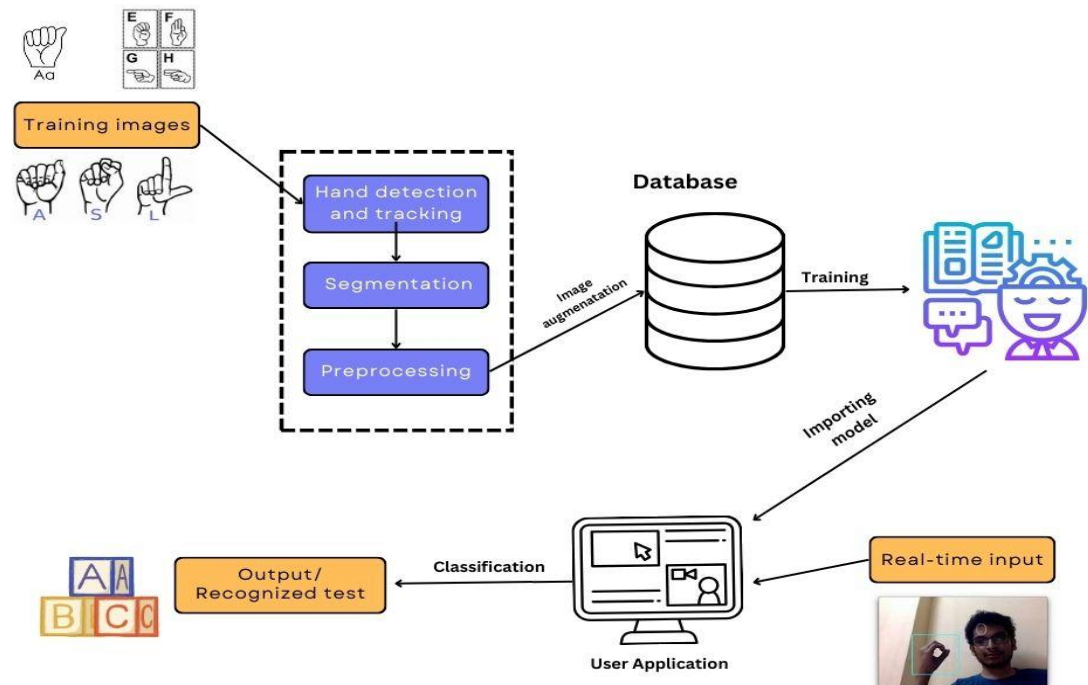 E F
Aa
G H
Training images
A S L
Hand detection
and tracking
Segmentation
Preprocessing
Image
augmenatation
Database
Training
Importing
model
Real-time input
User Application
Classification
Output/
Recognized test
A A
B C C